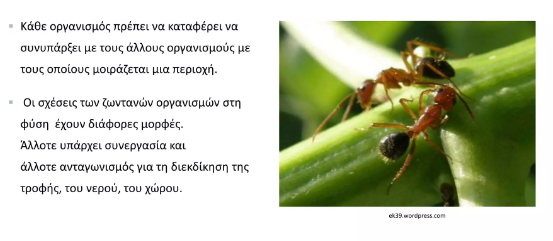 Κάθε οργανισμός πρέπει να καταφέρει να
συνυπάρξει με τους άλλους οργανισμούς με
τους οποίους μοιράζεται μια περιοχή.
Οι σχέσεις των ζωντανών οργανισμών στη
φύση έχουν διάφορες μορφές.
Άλλοτε υπάρχει συνεργασία και
άλλοτε ανταγωνισμός για τη διεκδίκηση της
τροφής, του νερού, του χώρου.
ek39.wordpress.com